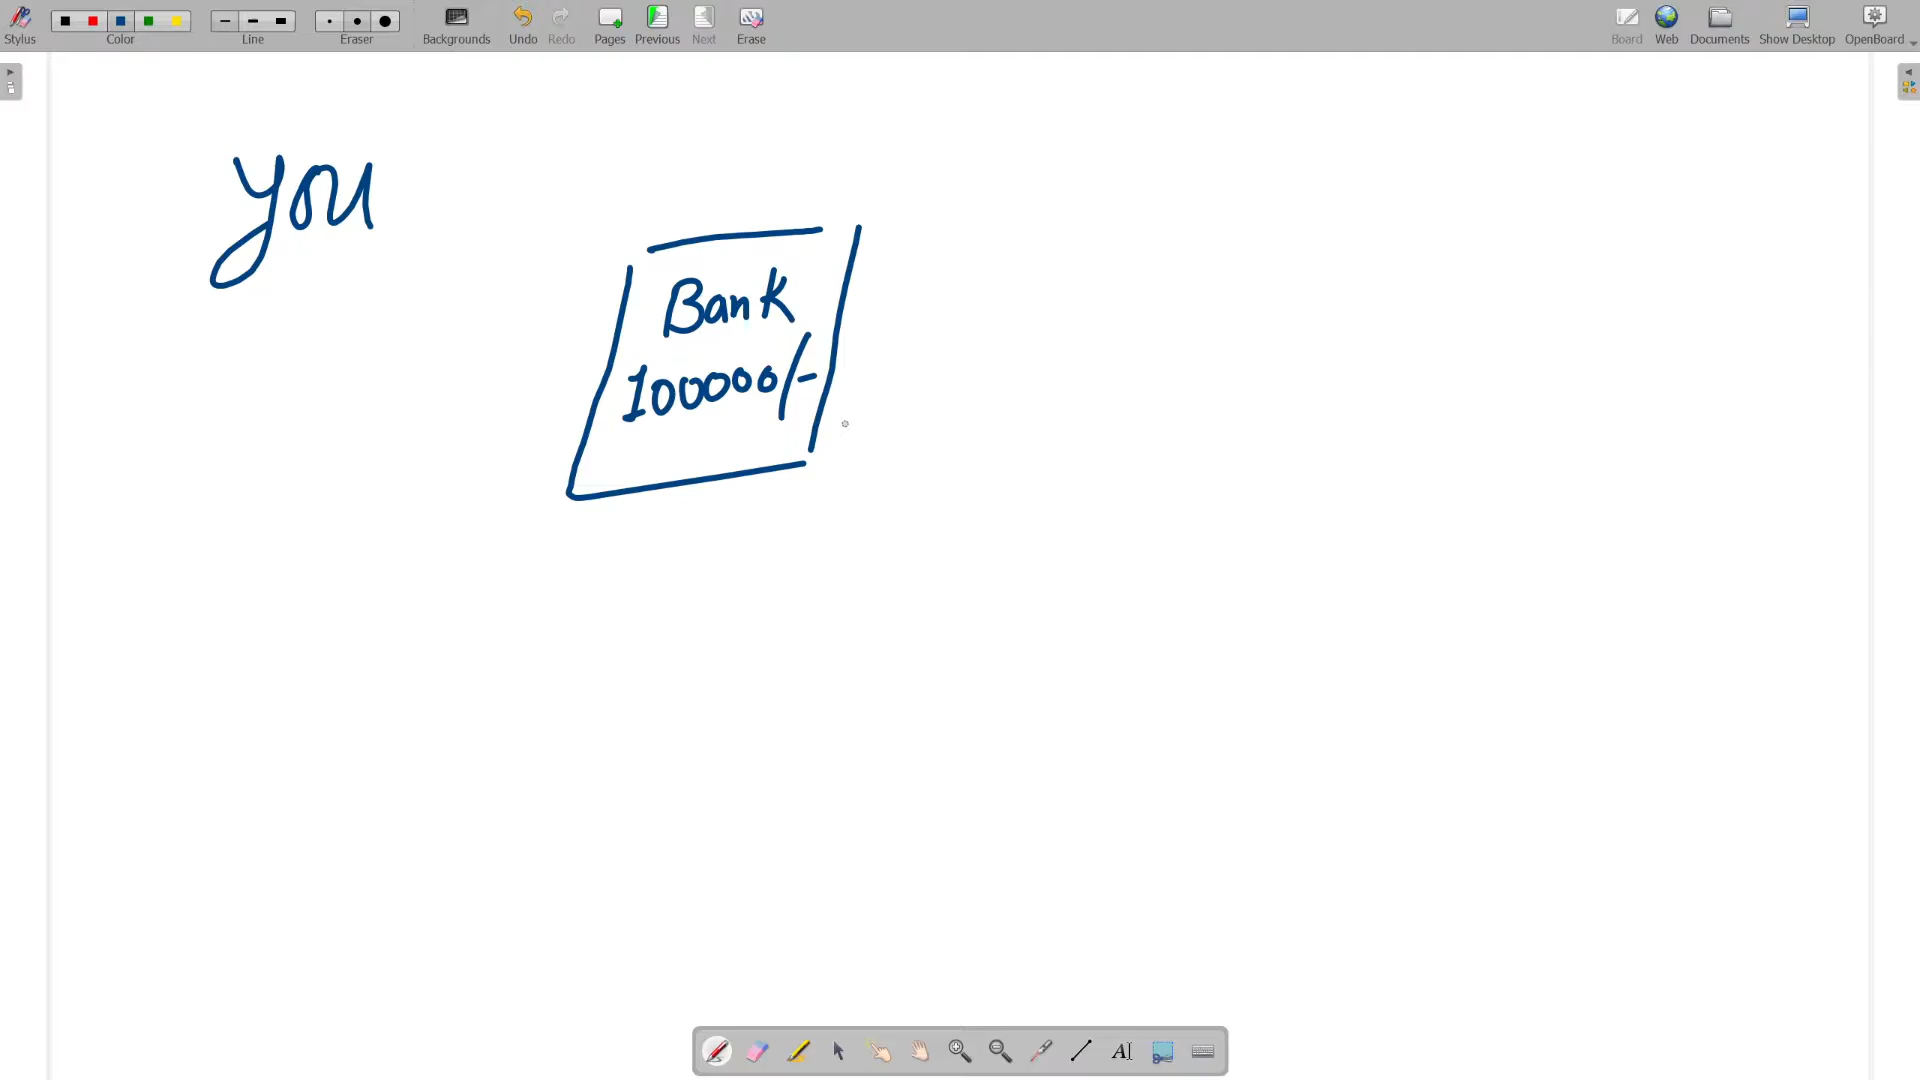 Stylus
Color
Line
Eraser
Backgrounds
Undo
Redo
Pages
Previous
Next
Erase
Board
Web
Documents
Show Desktop
OpenBoard
you
Bank
100000/-
A